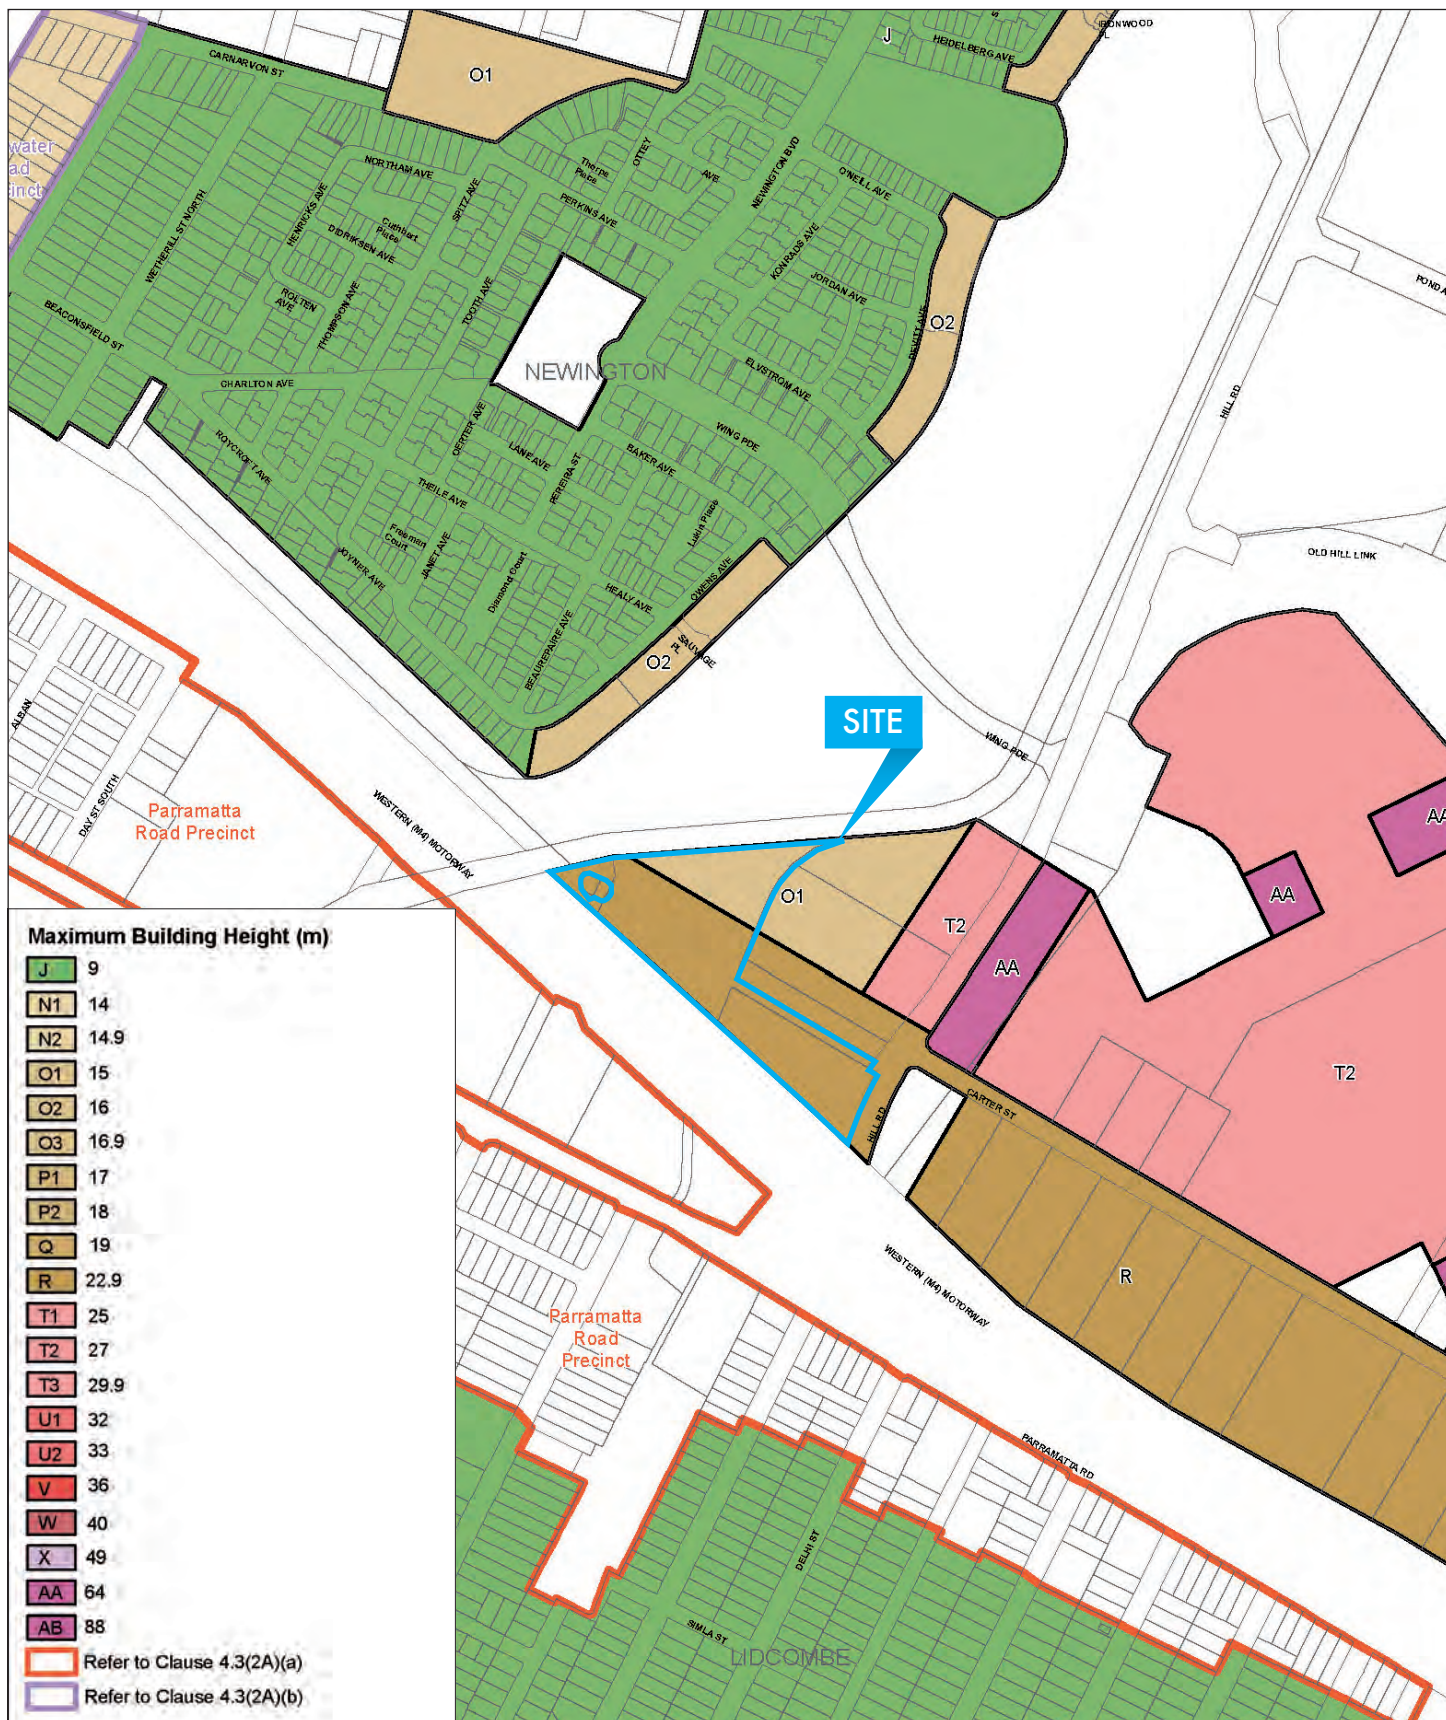 IRONWOOD
PL
J
HEIDELBERG AVE
CARNARVON ST
O1
water
ad
inct
NORTHAM AVE
Thorpe
Place
OTTEY
AVE
NEWINGTON BVD
O'NEILL AVE
SPITZ AVE
PERKINS AVE
HENRICKS AVE
Cuthbert
Place
DIDRIKSEN AVE
WETHERILL ST NORTH
KONRADS AVE
JORDAN AVE
ROLTEN
AVE
THOMPSON AVE
TOOTH AVE
DEVITT AVE
O2
POND A
BEACONSFIELD ST
NEWINGTON
ELVSTROM AVE
CHARLTON AVE
HILL RD
OERTER AVE
WING PDE
ROYCROFT AVE
LANE AVE
BAKER AVE
PEREIRA ST
THEILE AVE
Lukin Place
Freeman
Court
JANET AVE
JOYNER AVE
Diamond Court
OWENS AVE
HEALY AVE
OLD HILL LINK
BEAUREPAIRE AVE
SAUVAGE
PL
O2
ALBAN
SITE
WING PDE
DAY ST SOUTH
Parramatta
Road Precinct
WESTERN (M4) MOTORWAY
AA
O1
T2
AA
AA
T2
CARTER ST
HILL RD
R
WESTERN (M4) MOTORWAY
Parramatta
Road
Precinct
PARRAMATTA RD
DELHI ST
SIMLA ST
LIDCOMBE
Maximum Building Height (m)
J 9
N1 14
N2 14.9
O1 15
O2 16
O3 16.9
P1 17
P2 18
Q 19
R 22.9
T1 25
T2 27
T3 29.9
U1 32
U2 33
V 36
W 40
X 49
AA 64
AB 88
Refer to Clause 4.3(2A)(a)
Refer to Clause 4.3(2A)(b)